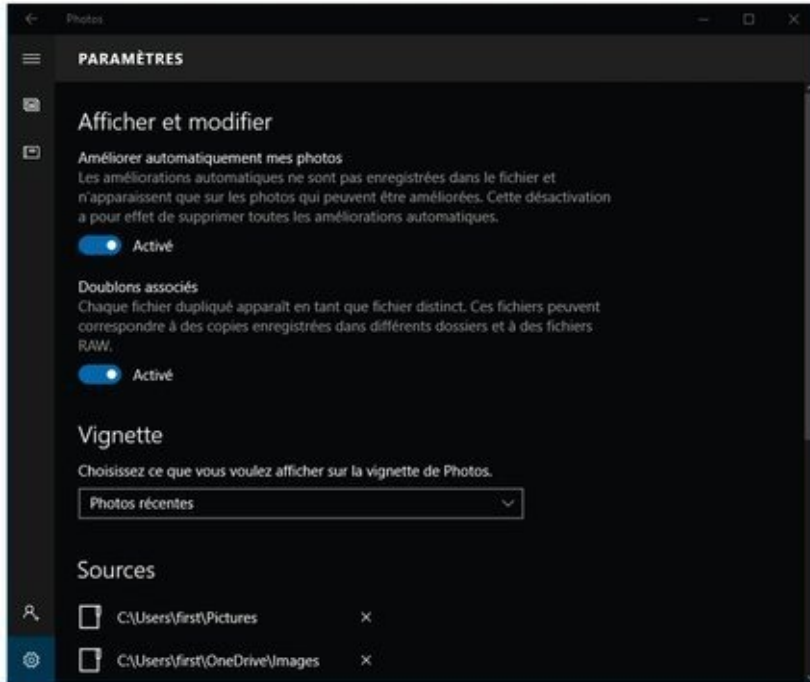 Photos
PARAMÈTRES
Afficher et modifier
Améliorer automatiquement mes photos
Les améliorations automatiques ne sont pas enregistrées dans le fichier et
n'apparaissent que sur les photos qui peuvent être améliorées. Cette désactivation
a pour effet de supprimer toutes les améliorations automatiques.
Activé
Doublons associés
Chaque fichier dupliqué apparaît en tant que fichier distinct. Ces fichiers peuvent
correspondre à des copies enregistrées dans différents dossiers et à des fichiers
RAW.
Activé
Vignette
Choisissez ce que vous voulez afficher sur la vignette de Photos.
Photos récentes
Sources
C:\Users\first\Pictures
C:\Users\first\OneDrive\Images